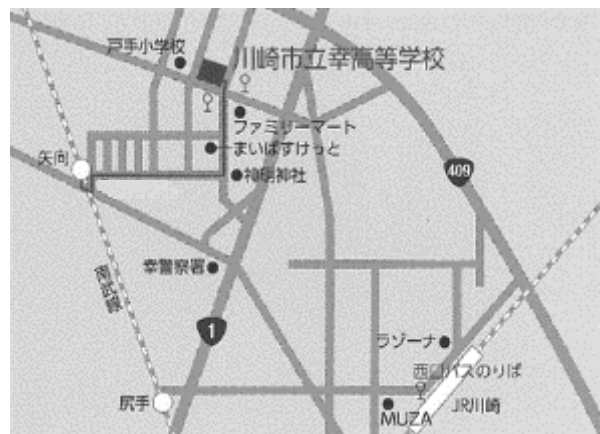 戸手小学校
川崎市立幸高等学校
ファミリーマート
まいばすけっと
矢向
神明神社
409
幸警察署
南武線
1
ラゾーナ
西口バスのりば
尻手
JR川崎
MUZA